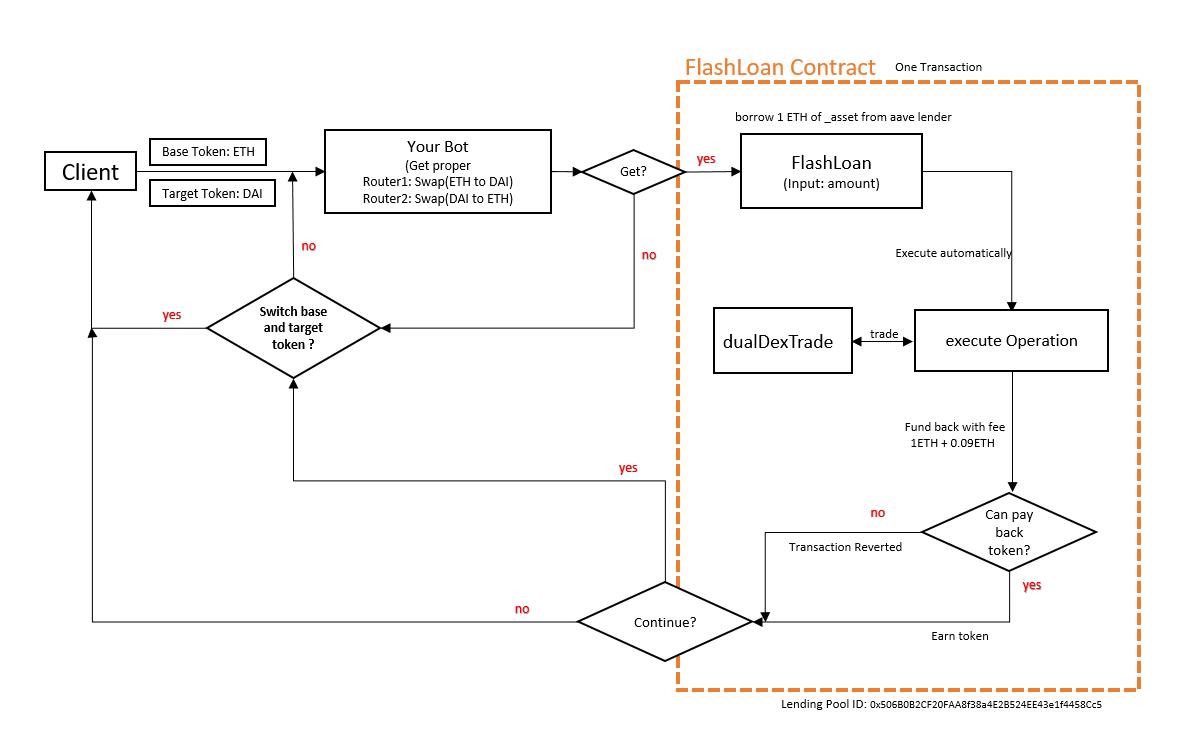 FlashLoan Contract
One Transaction
borrow 1 ETH of _asset from aave lender
Client
Base Token: ETH
Target Token: DAI
Your Bot
(Get proper
Router1: Swap(ETH to DAI)
Router2: Swap(DAI to ETH)
Get?
yes
FlashLoan
(Input: amount)
no
no
Execute automatically
Switch base
and target
token ?
yes
dualDexTrade
trade
execute Operation
Fund back with fee
1ETH + 0.09ETH
yes
no
Can pay
back
token?
Transaction Reverted
yes
no
Continue?
Earn token
Lending Pool ID: 0x506B0B2CF20FAA8f38a4E2B524EE43e1f4458Cc5